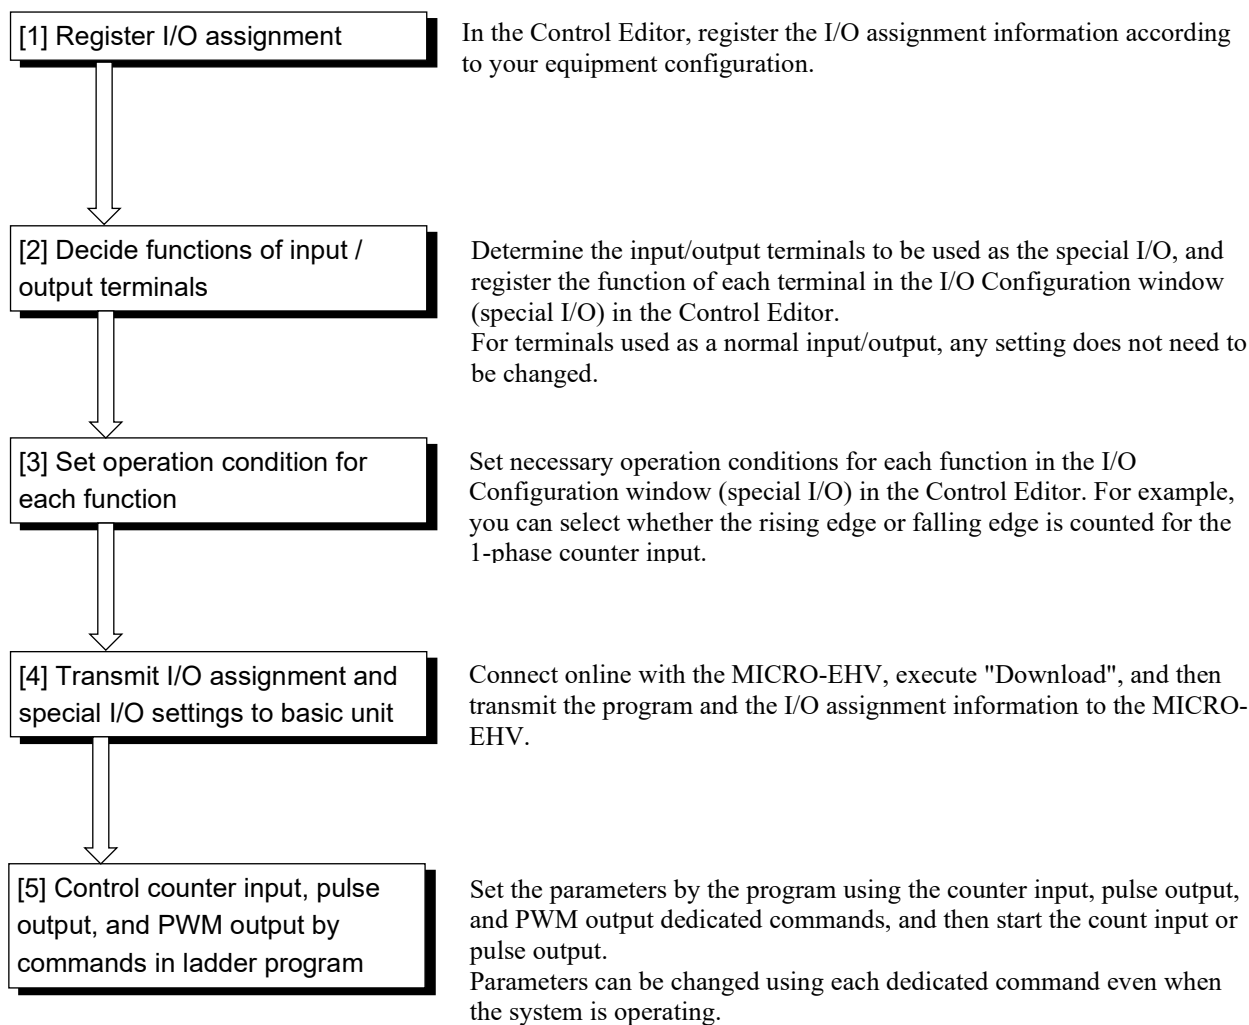 [1] Register I/O assignment
In the Control Editor, register the I/O assignment information according
to your equipment configuration.
[2] Decide functions of input /
output terminals
Determine the input/output terminals to be used as the special I/O, and
register the function of each terminal in the I/O Configuration window
(special I/O) in the Control Editor.
For terminals used as a normal input/output, any setting does not need to
be changed.
[3] Set operation condition for
each function
Set necessary operation conditions for each function in the I/O
Configuration window (special I/O) in the Control Editor. For example,
you can select whether the rising edge or falling edge is counted for the
1-phase counter input.
[4] Transmit I/O assignment and
special I/O settings to basic unit
Connect online with the MICRO-EHV, execute "Download", and then
transmit the program and the I/O assignment information to the MICRO-
EHV.
[5] Control counter input, pulse
output, and PWM output by
commands in ladder program
Set the parameters by the program using the counter input, pulse output,
and PWM output dedicated commands, and then start the count input or
pulse output.
Parameters can be changed using each dedicated command even when
the system is operating.